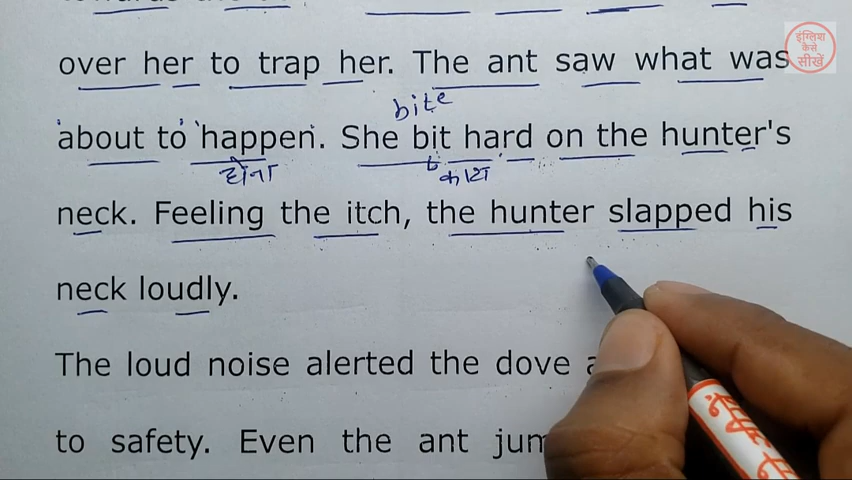 इंग्लिश
कैसे
सीखें
over her to trap her. The ant saw what was
bite
about to happen. She bit hard on the hunter's
होना
काटा
neck. Feeling the itch, the hunter slapped his
neck loudly.
The loud noise alerted the dove
to safety. Even the ant